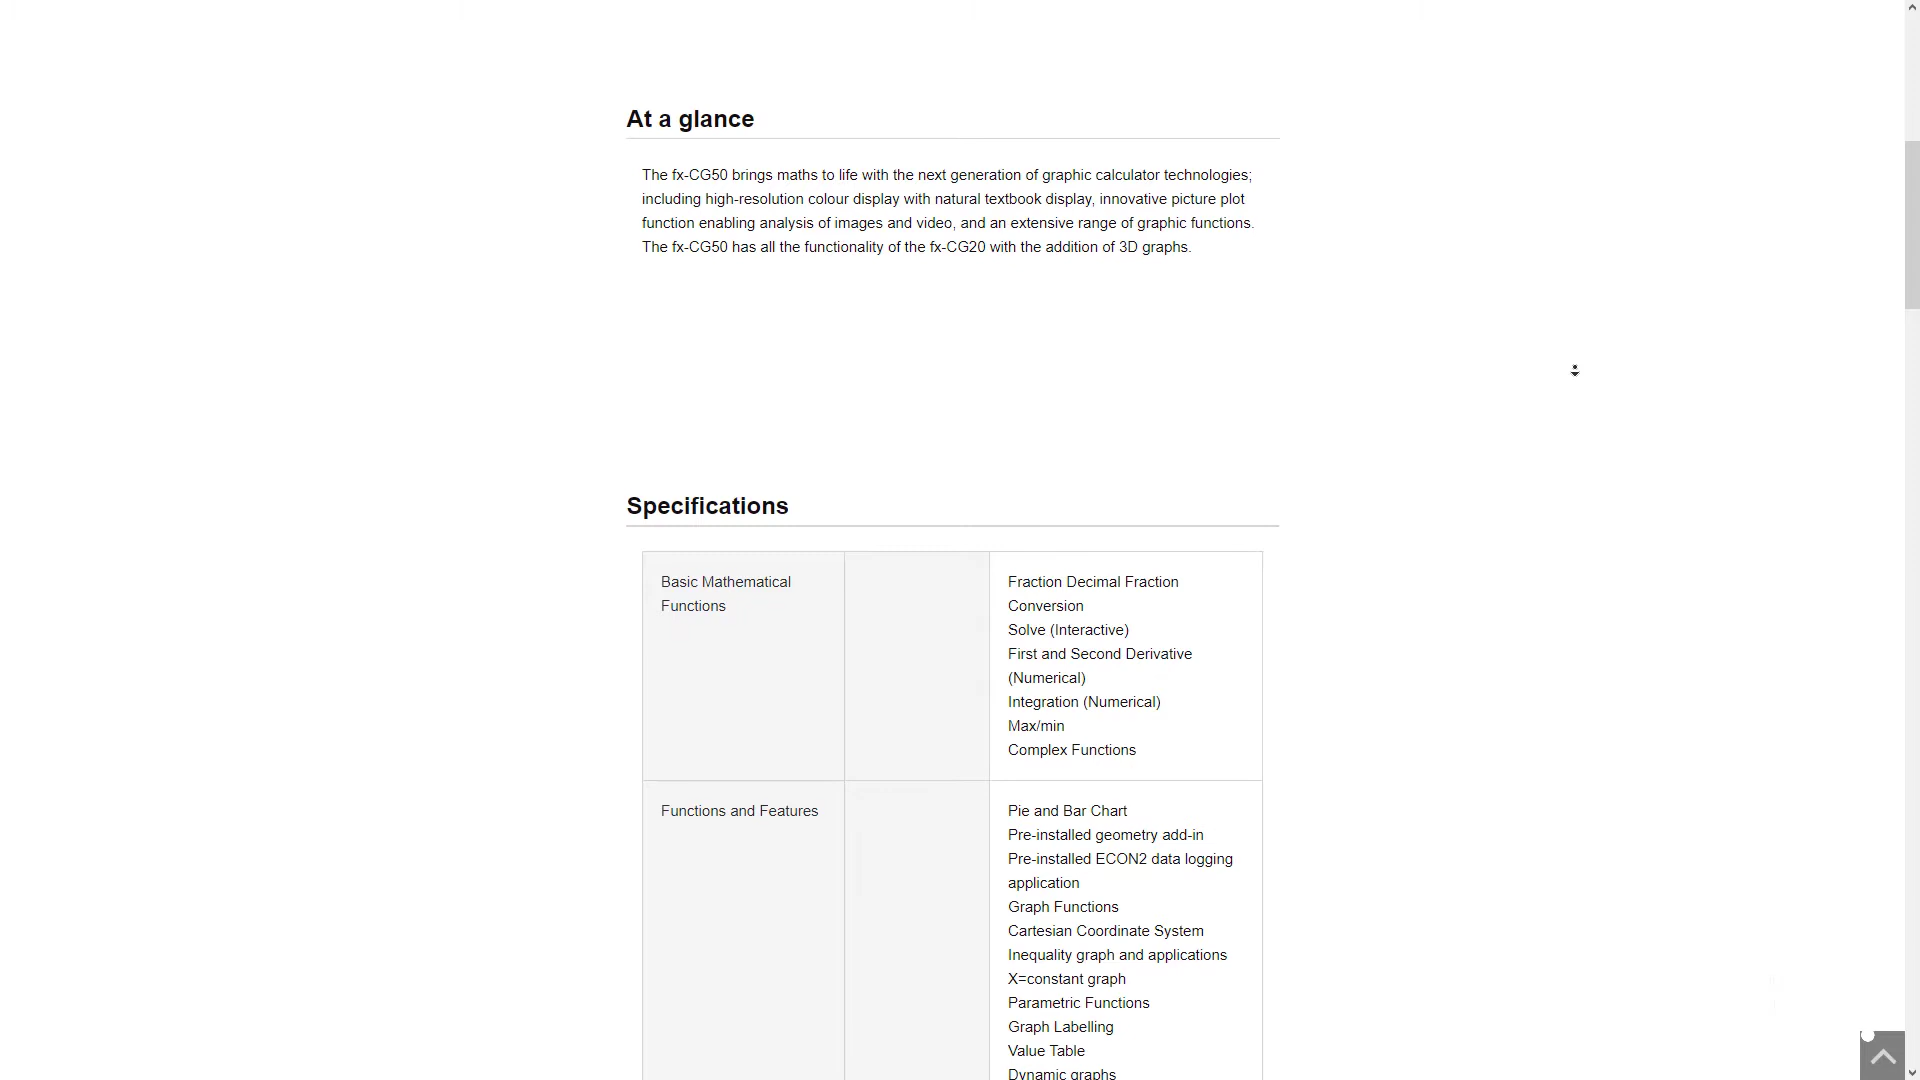 At a glance
The fx-CG50 brings maths to life with the next generation of graphic calculator technologies;
including high-resolution colour display with natural textbook display, innovative picture plot
function enabling analysis of images and video, and an extensive range of graphic functions.
The fx-CG50 has all the functionality of the fx-CG20 with the addition of 3D graphs.
Specifications
Basic Mathematical
Functions
Fraction Decimal Fraction
Conversion
Solve (Interactive)
First and Second Derivative
(Numerical)
Integration (Numerical)
Max/min
Complex Functions
Functions and Features
Pie and Bar Chart
Pre-installed geometry add-in
Pre-installed ECON2 data logging
application
Graph Functions
Cartesian Coordinate System
Inequality graph and applications
X=constant graph
Parametric Functions
Graph Labelling
Value Table
Dynamic graphs